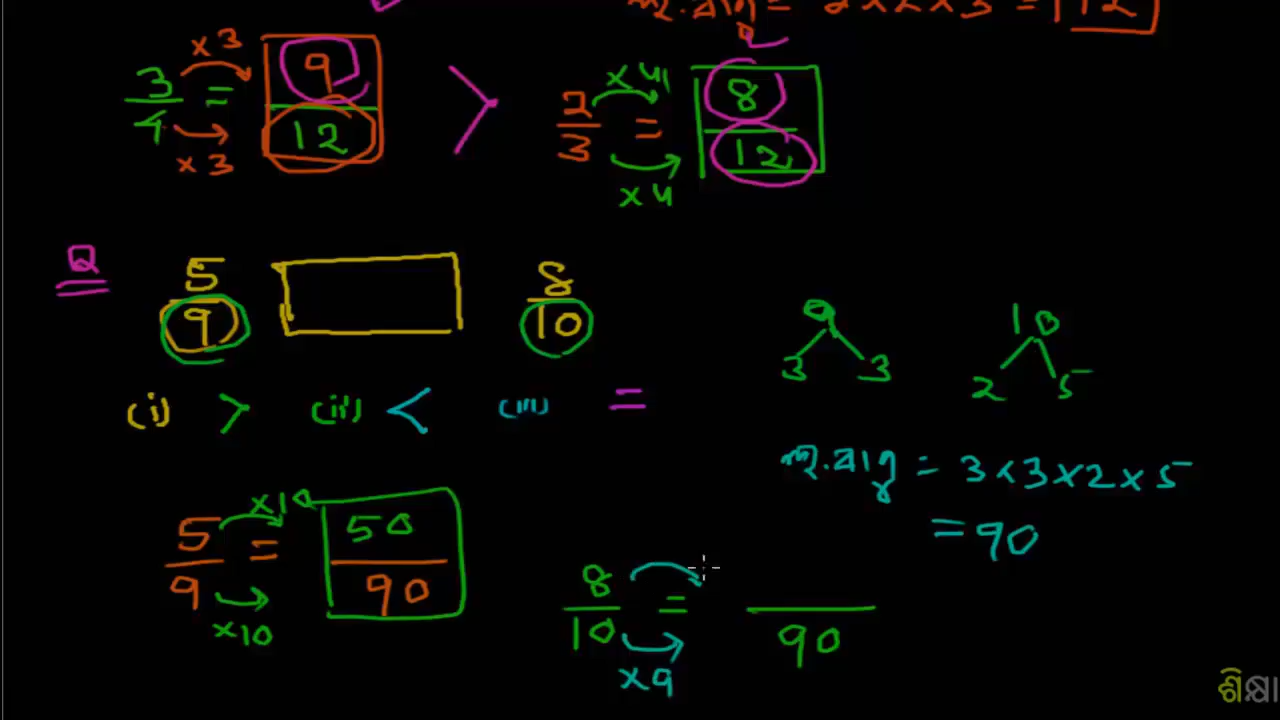 ଲ.ସା.ଗୁ = 2 × 2 × 3 = 12
3/4 = 9/12 > 2/3 = 8/12
×3 ×3 ×4 ×4
Q 5/9 8/10
9 10
3 3 2 5
(i) > (ii) < (iii) =
ଲ.ସା.ଗୁ = 3 × 3 × 2 × 5
= 90
5/9 = 50/90
×10 ×10
8/10 = /90
×9
ଶିକ୍ଷା